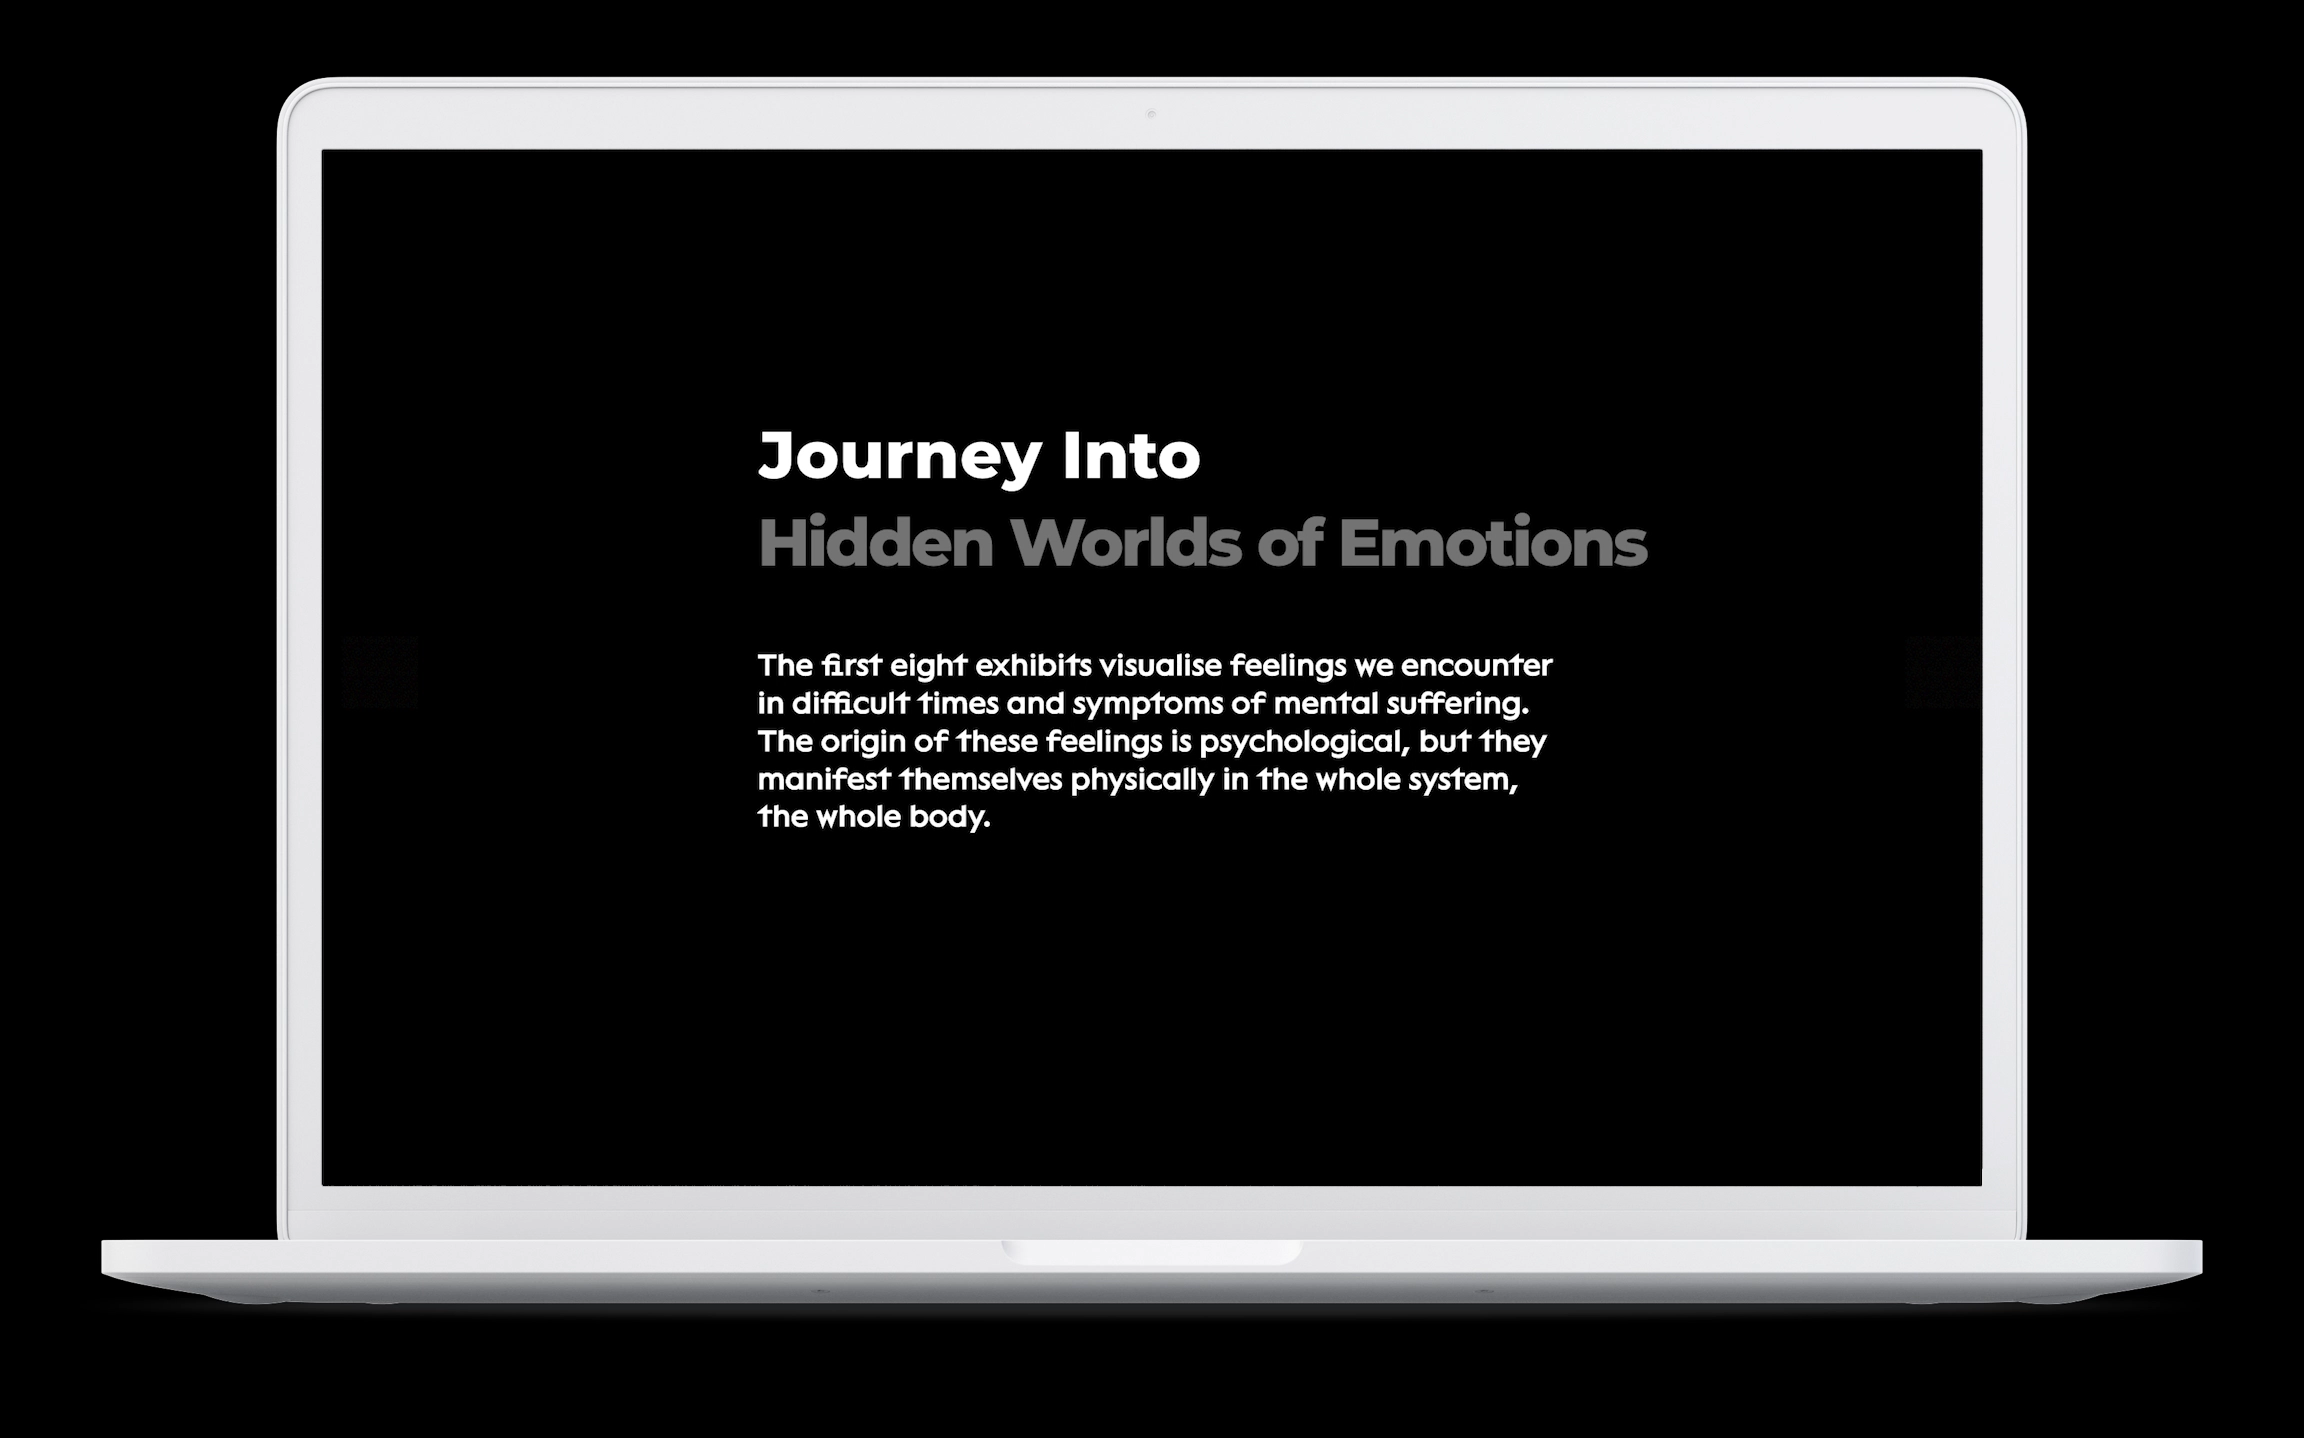 Journey Into
Hidden Worlds of Emotions
The first eight exhibits visualise feelings we encounter
in difficult times and symptoms of mental suffering.
The origin of these feelings is psychological, but they
manifest themselves physically in the whole system,
the whole body.